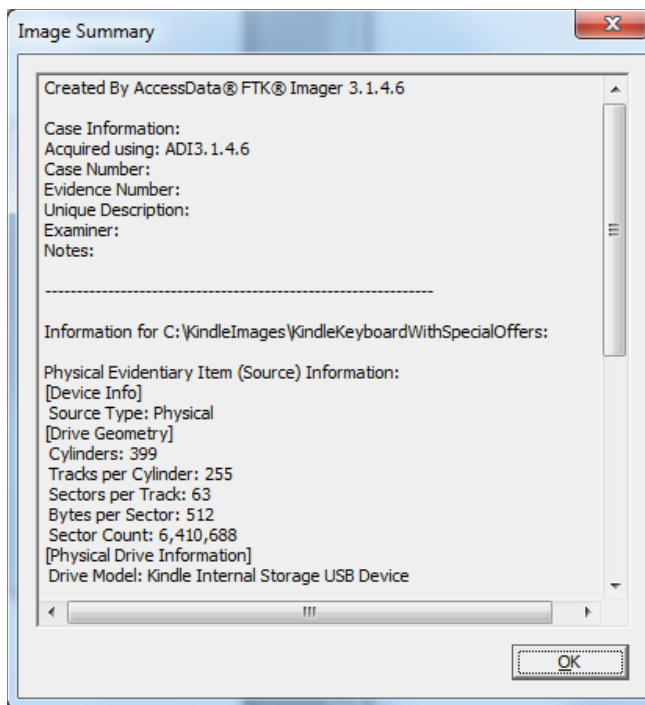 Image Summary
Created By AccessData® FTK® Imager 3.1.4.6
Case Information:
Acquired using: ADI3.1.4.6
Case Number:
Evidence Number:
Unique Description:
Examiner:
Notes:
--------------------------------------------------------------
Information for C:\KindleImages\KindleKeyboardWithSpecialOffers:
Physical Evidentiary Item (Source) Information:
[Device Info]
Source Type: Physical
[Drive Geometry]
Cylinders: 399
Tracks per Cylinder: 255
Sectors per Track: 63
Bytes per Sector: 512
Sector Count: 6,410,688
[Physical Drive Information]
Drive Model: Kindle Internal Storage USB Device
OK